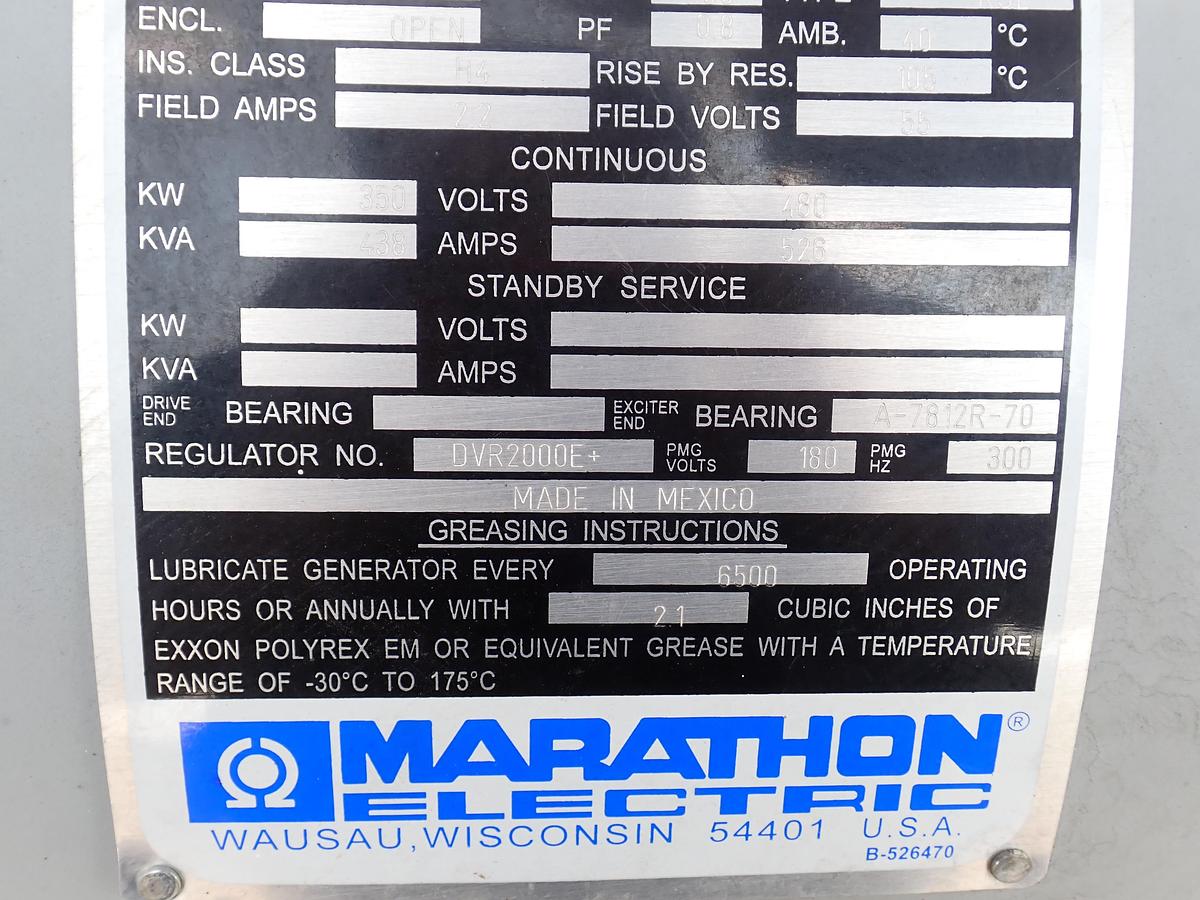 ENCL. OPEN PF 0.8 AMB. 40 °C
INS. CLASS H4 RISE BY RES. 105 °C
FIELD AMPS 2.2 FIELD VOLTS 55
CONTINUOUS
KW 350 VOLTS 480
KVA 438 AMPS 526
STANDBY SERVICE
KW VOLTS
KVA AMPS
DRIVE END BEARING EXCITER END BEARING A-7812R-70
REGULATOR NO. DVR2000E+ PMG VOLTS 180 PMG HZ 300
MADE IN MEXICO
GREASING INSTRUCTIONS
LUBRICATE GENERATOR EVERY 6500 OPERATING
HOURS OR ANNUALLY WITH 2.1 CUBIC INCHES OF
EXXON POLYREX EM OR EQUIVALENT GREASE WITH A TEMPERATURE
RANGE OF -30°C TO 175°C
MARATHON ®
ELECTRIC
WAUSAU, WISCONSIN 54401 U.S.A.
B-526470